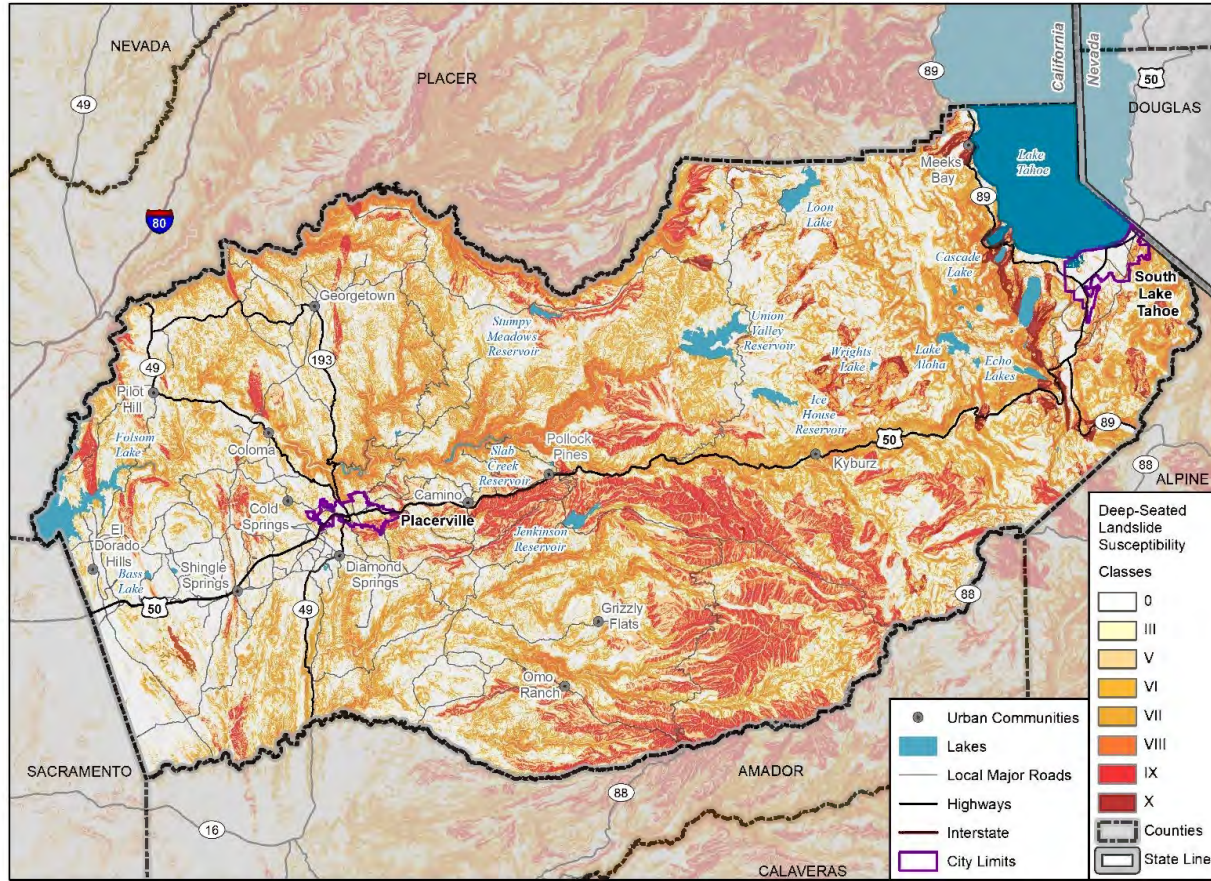 NEVADA
PLACER
89
California
Nevada
50
49
DOUGLAS
Meeks
Bay
Lake
Tahoe
80
Loon
Lake
89
Cascade
Lake
South
Lake
Tahoe
Georgetown
Stumpy
Meadows
Reservoir
Union
Valley
Reservoir
193
49
Wrights
Lake
Lake
Aloha
Echo
Lakes
Pilot
Hill
Ice
House
Reservoir
50
89
Folsom
Lake
Coloma
Slab
Creek
Reservoir
Pollock
Pines
Kyburz
88
ALPINE
Camino
Cold
Springs
Placerville
El
Dorado
Hills
Jenkinson
Reservoir
Bass
Lake
Shingle
Springs
Diamond
Springs
50
49
88
Grizzly
Flats
Omo
Ranch
SACRAMENTO
AMADOR
88
16
CALAVERAS
Urban Communities
Lakes
Local Major Roads
Highways
Interstate
City Limits
Deep-Seated
Landslide
Susceptibility
Classes
0
III
V
VI
VII
VIII
IX
X
Counties
State Line